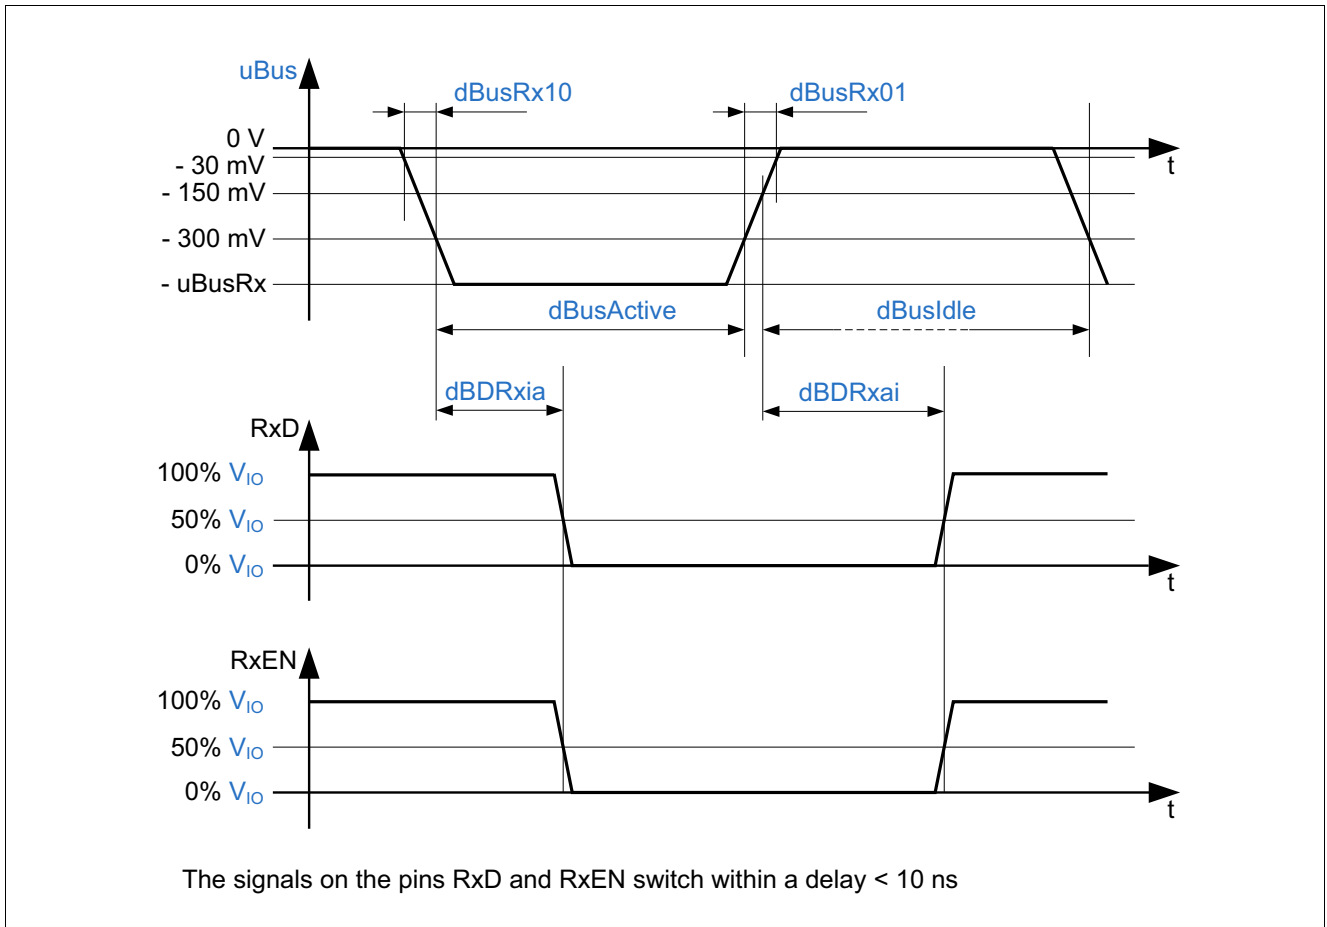 uBus
dBusRx10
dBusRx01
0 V
- 30 mV
- 150 mV
- 300 mV
- uBusRx
t
dBusActive
dBusIdle
dBDRxia
dBDRxai
RxD
100% VIO
50% VIO
0% VIO
t
RxEN
100% VIO
50% VIO
0% VIO
t
The signals on the pins RxD and RxEN switch within a delay < 10 ns